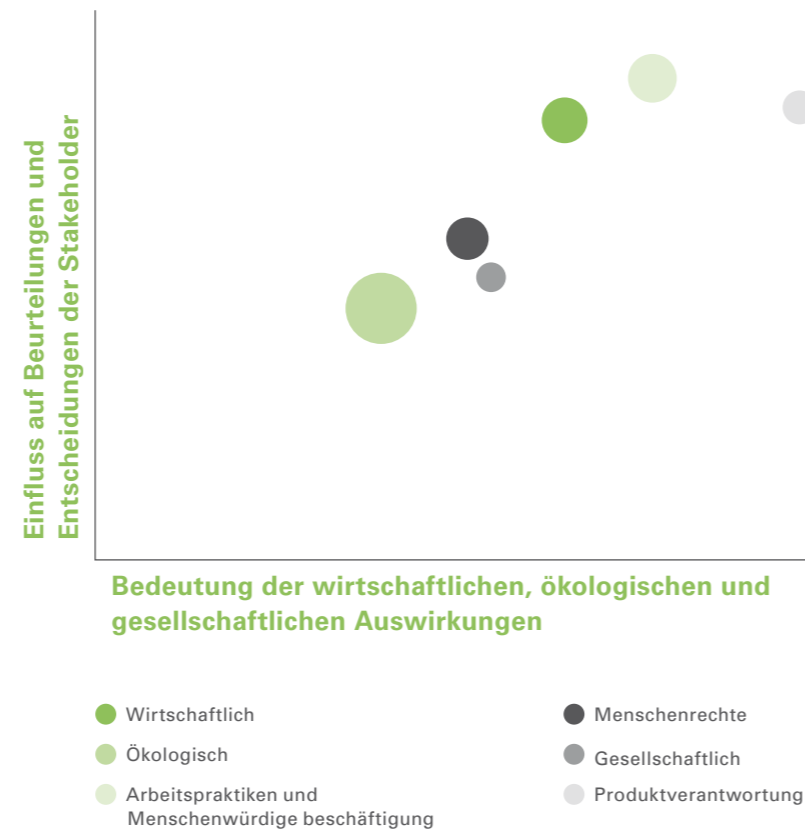 Einfluss auf Beurteilungen und
Entscheidungen der Stakeholder
Bedeutung der wirtschaftlichen, ökologischen und
gesellschaftlichen Auswirkungen
Wirtschaftlich
Ökologisch
Arbeitspraktiken und
Menschenwürdige beschäftigung
Menschenrechte
Gesellschaftlich
Produktverantwortung